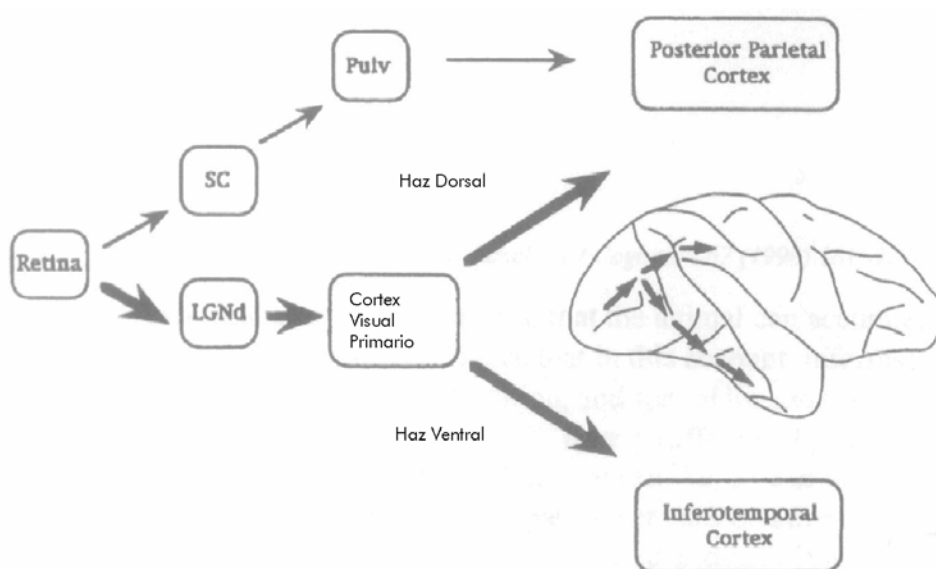 Pulv
Posterior Parietal
Cortex
SC
Haz Dorsal
Retina
LGNd
Cortex
Visual
Primario
Haz Ventral
Inferotemporal
Cortex